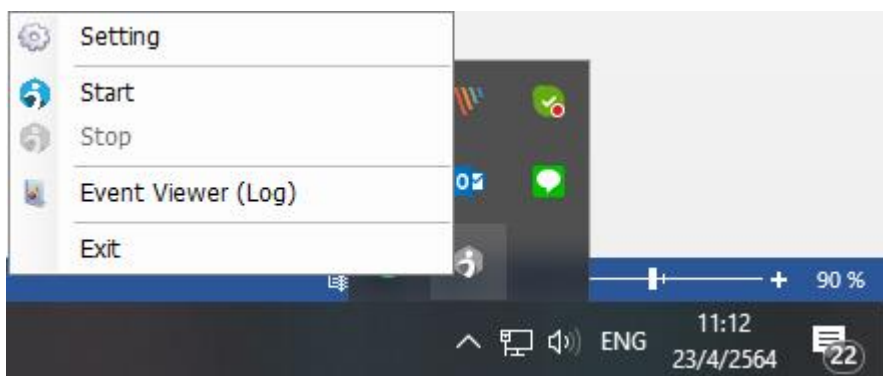 Setting
Start
Stop
Event Viewer (Log)
Exit
90 %
ENG
11:12
23/4/2564
22